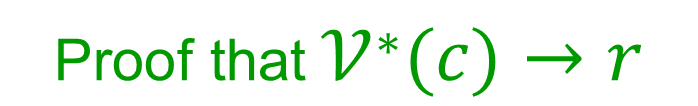 Proof that 𝒱*(c) → r